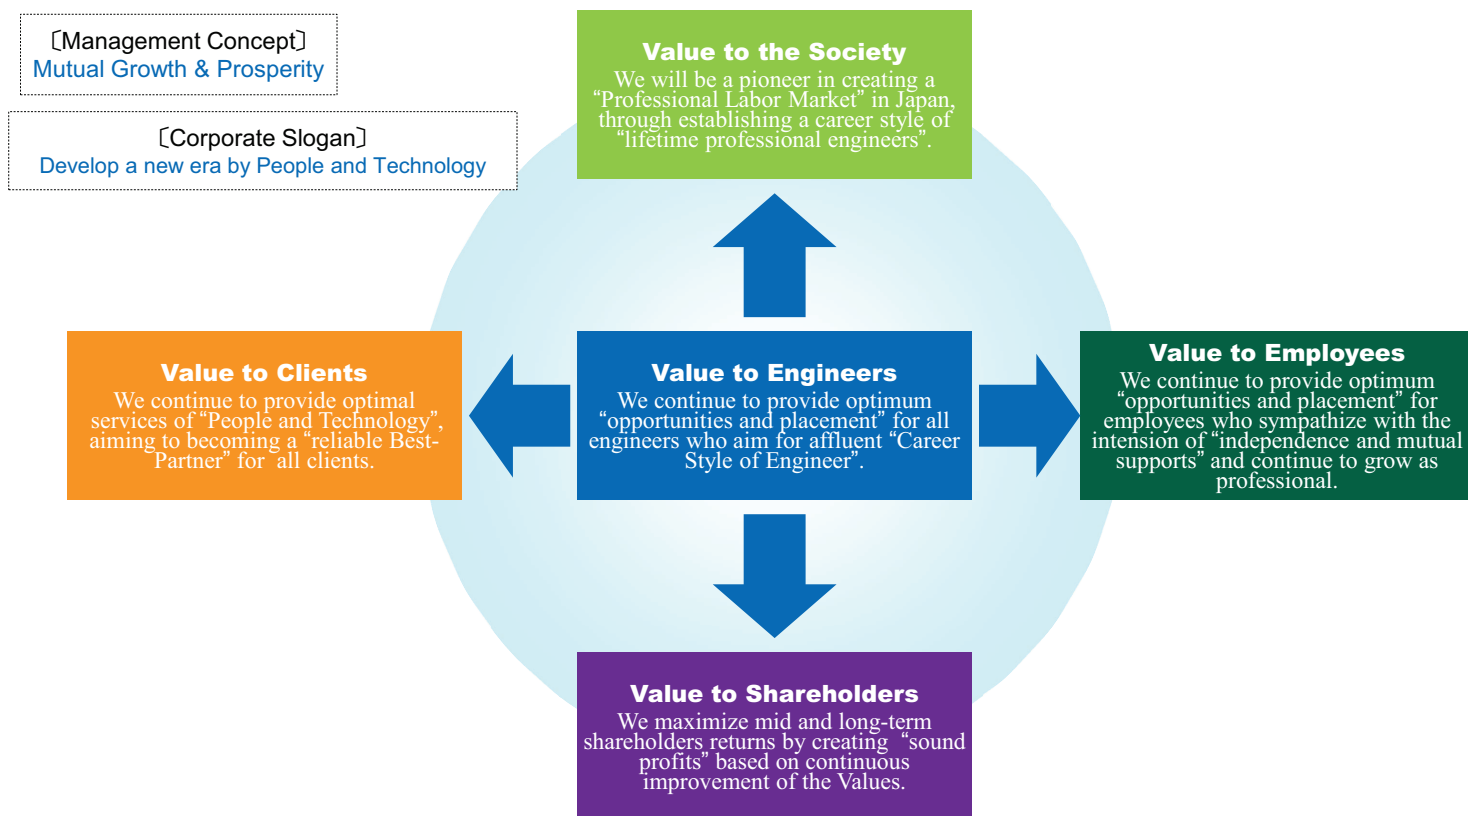 〔Management Concept〕
Mutual Growth & Prosperity
〔Corporate Slogan〕
Develop a new era by People and Technology
Value to the Society
We will be a pioneer in creating a
“Professional Labor Market” in Japan,
through establishing a career style of
“lifetime professional engineers”.
Value to Clients
We continue to provide optimal
services of “People and Technology”,
aiming to becoming a “reliable Best-
Partner” for all clients.
Value to Engineers
We continue to provide optimum
“opportunities and placement” for all
engineers who aim for affluent “Career
Style of Engineer”.
Value to Employees
We continue to provide optimum
“opportunities and placement” for
employees who sympathize with the
intension of “independence and mutual
supports” and continue to grow as
professional.
Value to Shareholders
We maximize mid and long-term
shareholders returns by creating “sound
profits” based on continuous
improvement of the Values.